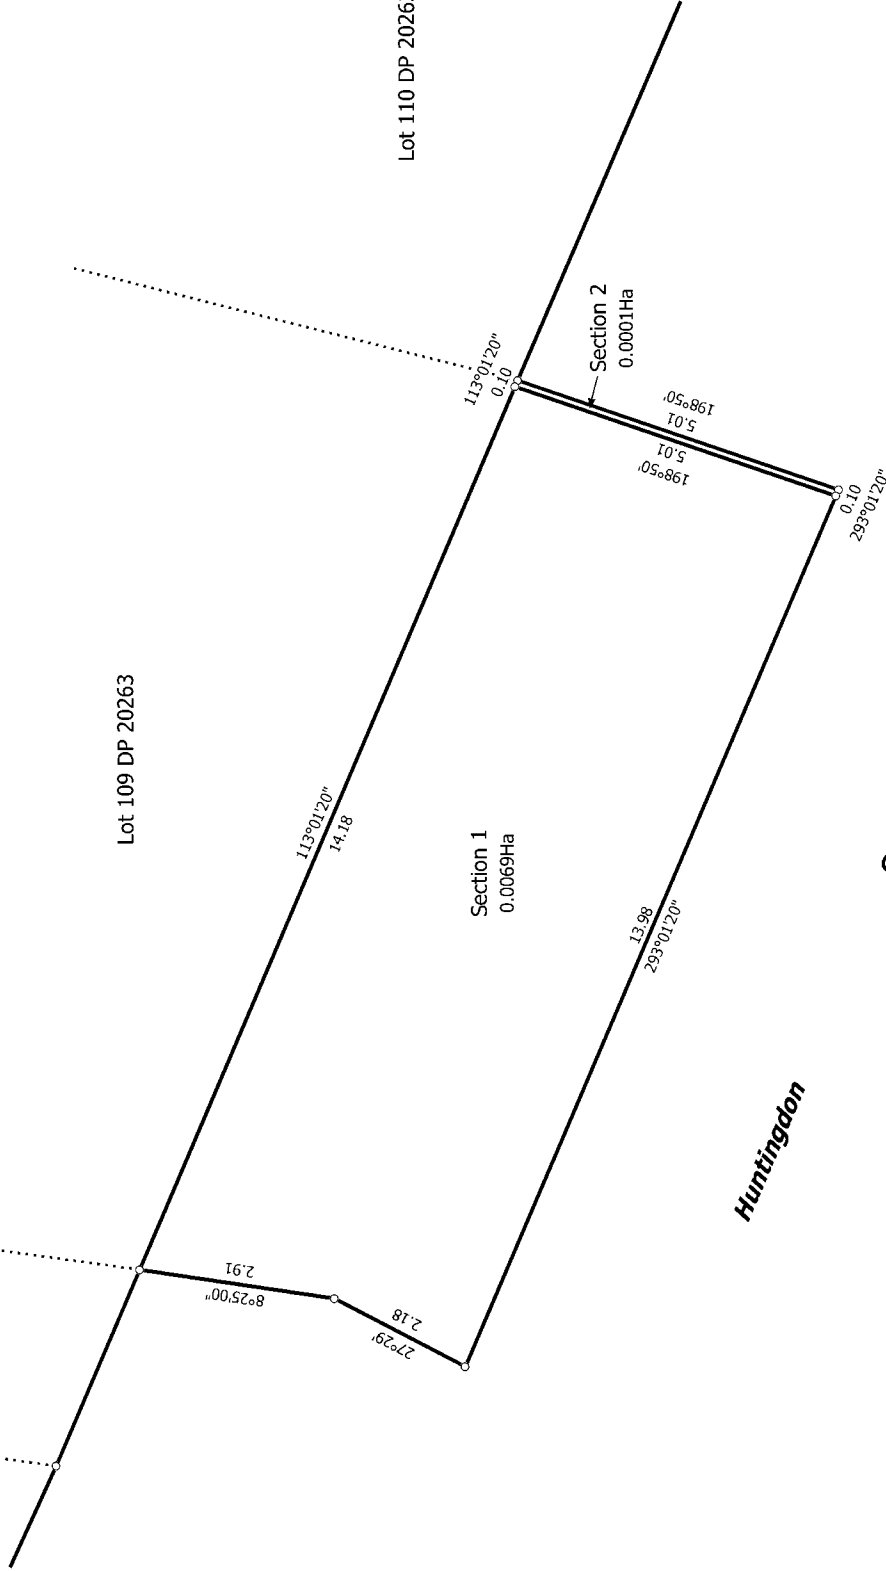 Lot 110 DP 2026
113°01'20"
0.10
Section 2
0.0001Ha
198°50'
5.01
5.01
198°50'
0.10
293°01'20"
Lot 109 DP 20263
113°01'20"
14.18
Section 1
0.0069Ha
13.98
293°01'20"
Huntingdon
2.91
8°25'00"
2.18
27°29'